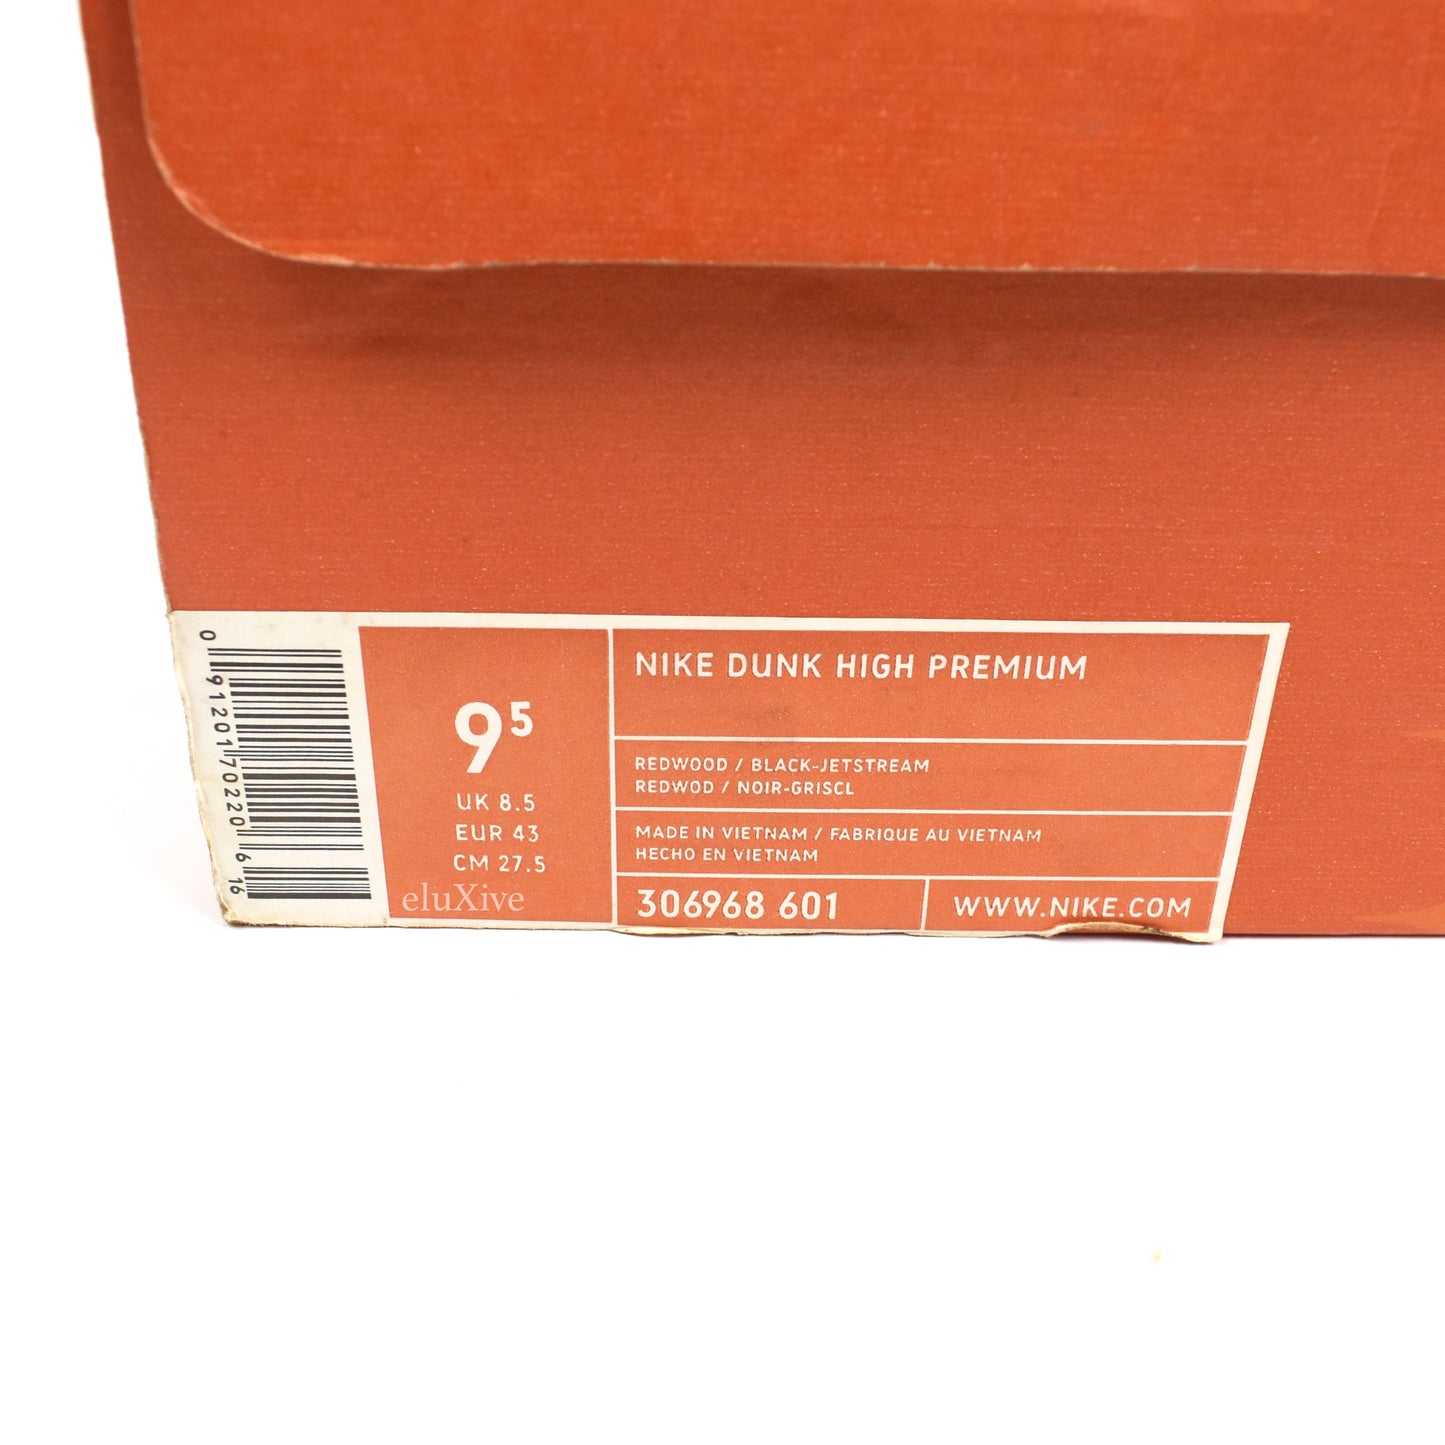 0 91201 70220 6 16
9 5
UK 8.5
EUR 43
CM 27.5
eluXive
NIKE DUNK HIGH PREMIUM
REDWOOD / BLACK-JETSTREAM
REDWOD / NOIR-GRISCL
MADE IN VIETNAM / FABRIQUE AU VIETNAM
HECHO EN VIETNAM
306968 601
WWW.NIKE.COM